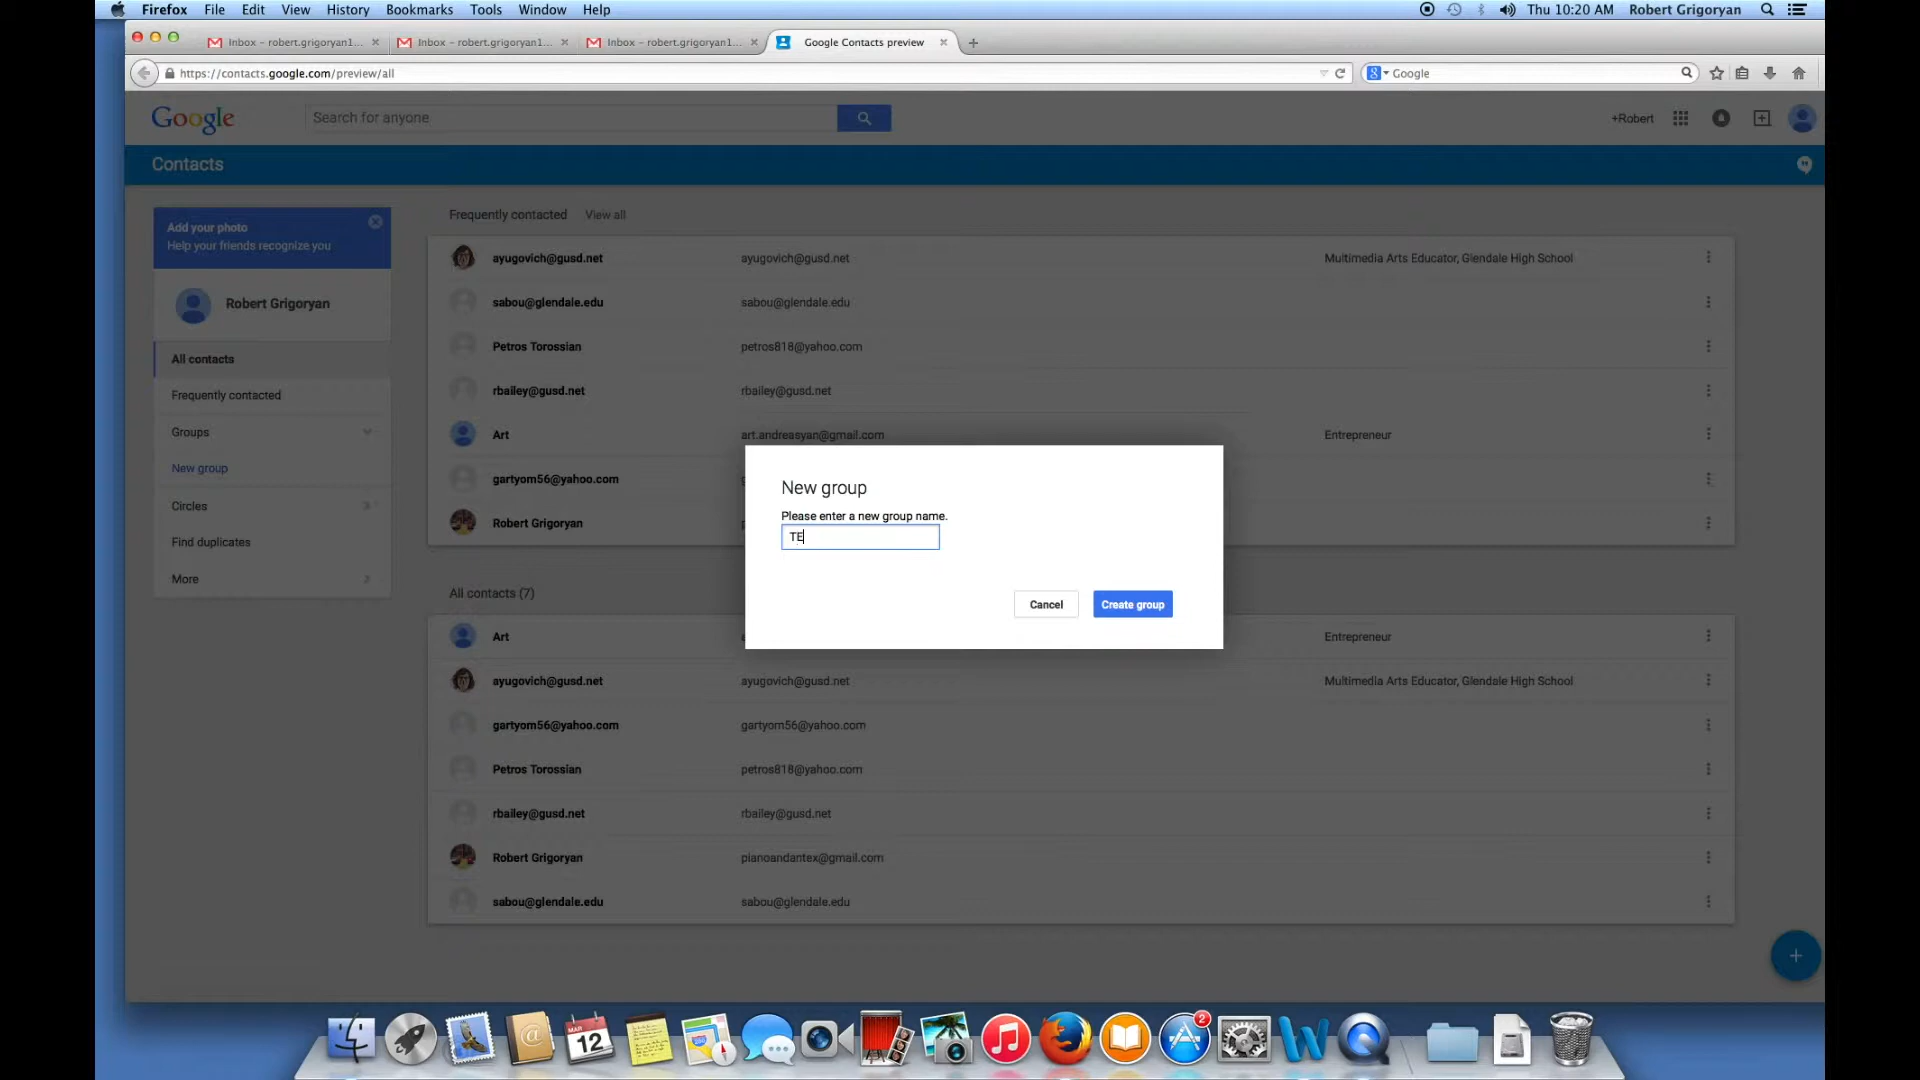 Firefox File Edit View History Bookmarks Tools Window Help Thu 10:20 AM Robert Grigoryan
Inbox - robert.grigoryan1... Inbox - robert.grigoryan1... Inbox - robert.grigoryan1... Google Contacts preview
https://contacts.google.com/preview/all Google
Google Search for anyone +Robert
Contacts
Add your photo
Help your friends recognize you
Robert Grigoryan
All contacts
Frequently contacted
Groups
New group
Circles
Find duplicates
More
Frequently contacted View all
ayugovich@gusd.net ayugovich@gusd.net Multimedia Arts Educator, Glendale High School
sabou@glendale.edu sabou@glendale.edu
Petros Torossian petros818@yahoo.com
rbailey@gusd.net rbailey@gusd.net
Art art.andreasyan@gmail.com Entrepreneur
gartyom56@yahoo.com
Robert Grigoryan
New group
Please enter a new group name.
TE
Cancel Create group
All contacts (7)
Art Entrepreneur
ayugovich@gusd.net ayugovich@gusd.net Multimedia Arts Educator, Glendale High School
gartyom56@yahoo.com gartyom56@yahoo.com
Petros Torossian petros818@yahoo.com
rbailey@gusd.net rbailey@gusd.net
Robert Grigoryan pianoandantex@gmail.com
sabou@glendale.edu sabou@glendale.edu
MAR
12
2